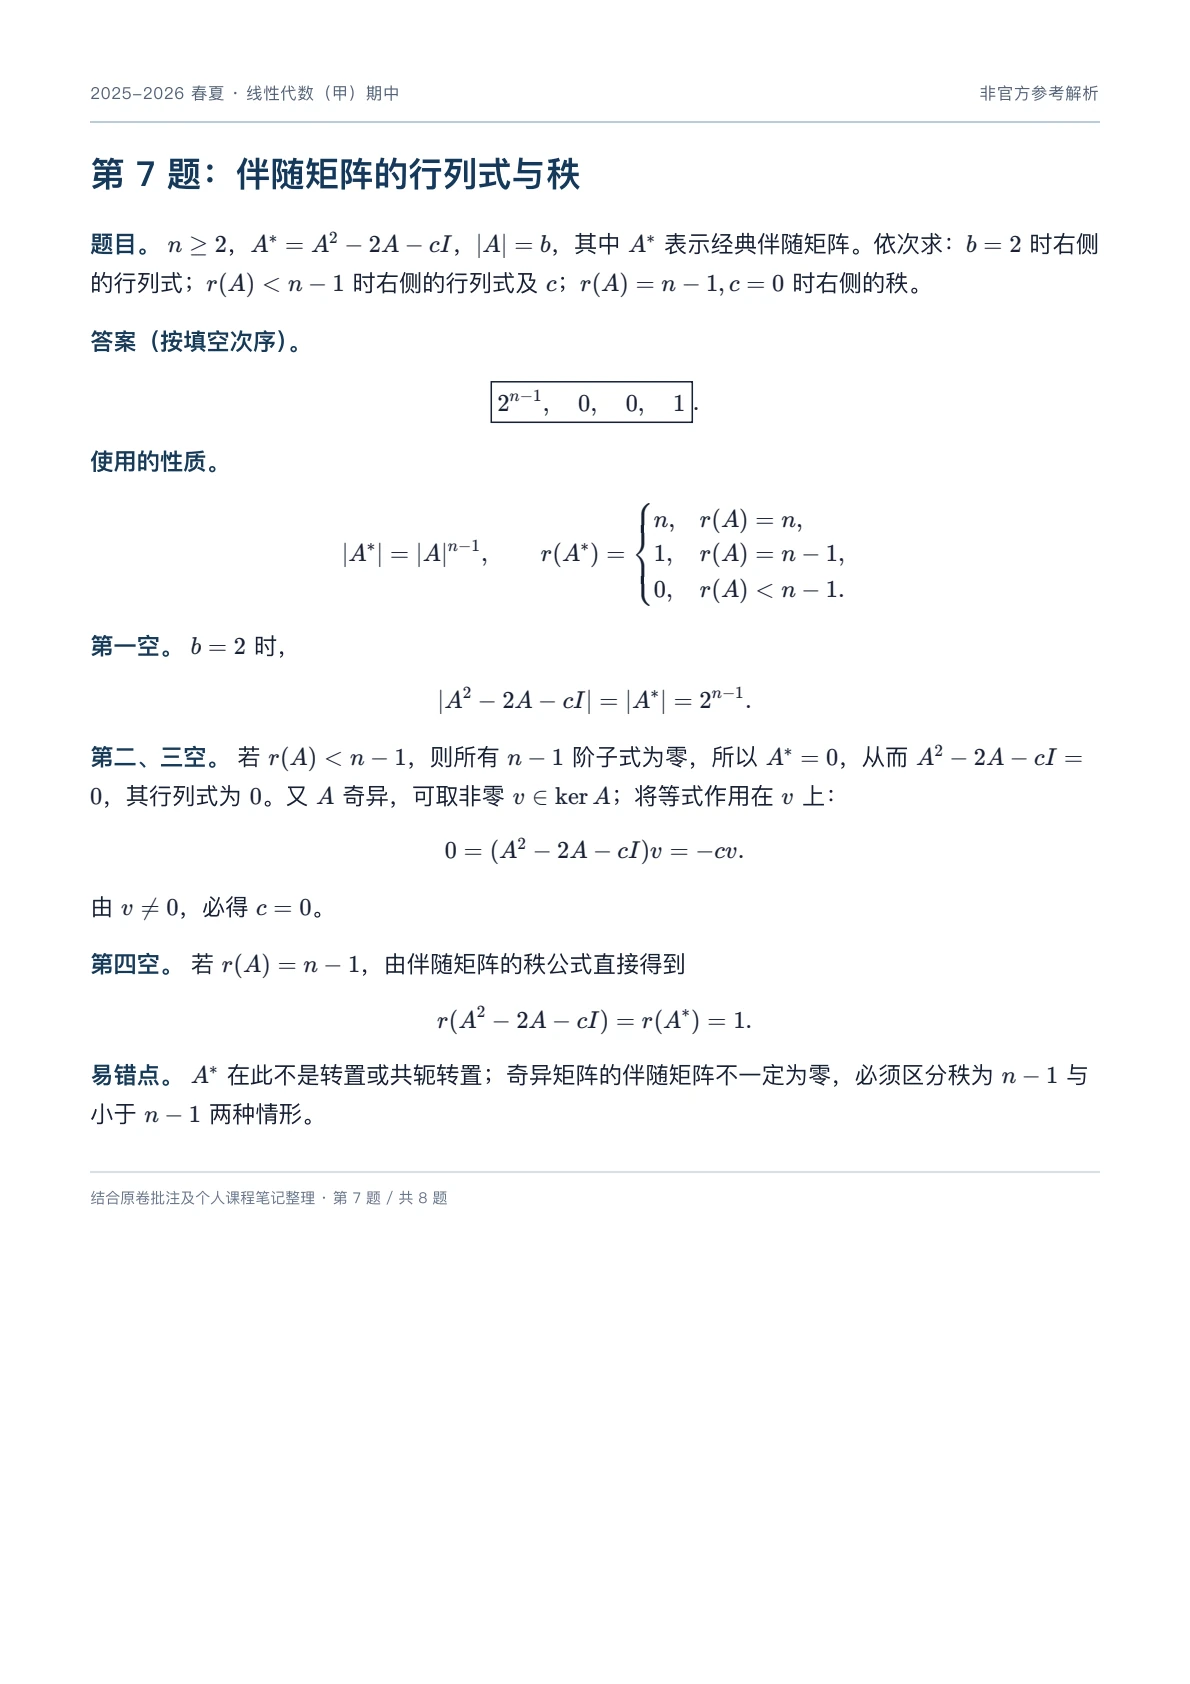 2025–2026 春夏 · 线性代数（甲）期中
非官方参考解析
第 7 题：伴随矩阵的行列式与秩
题目。 n ≥ 2，A* = A² − 2A − cI，|A| = b，其中 A* 表示经典伴随矩阵。依次求：b = 2 时右侧
的行列式；r(A) < n − 1 时右侧的行列式及 c；r(A) = n − 1, c = 0 时右侧的秩。
答案（按填空次序）。
2ⁿ⁻¹, 0, 0, 1.
使用的性质。
|A*| = |A|ⁿ⁻¹, r(A*) = { n, r(A) = n,
1, r(A) = n − 1,
0, r(A) < n − 1.
第一空。 b = 2 时，
|A² − 2A − cI| = |A*| = 2ⁿ⁻¹.
第二、三空。 若 r(A) < n − 1，则所有 n − 1 阶子式为零，所以 A* = 0，从而 A² − 2A − cI =
0，其行列式为 0。又 A 奇异，可取非零 v ∈ ker A；将等式作用在 v 上：
0 = (A² − 2A − cI)v = −cv.
由 v ≠ 0，必得 c = 0。
第四空。 若 r(A) = n − 1，由伴随矩阵的秩公式直接得到
r(A² − 2A − cI) = r(A*) = 1.
易错点。 A* 在此不是转置或共轭转置；奇异矩阵的伴随矩阵不一定为零，必须区分秩为 n − 1 与
小于 n − 1 两种情形。
结合原卷批注及个人课程笔记整理 · 第 7 题 / 共 8 题